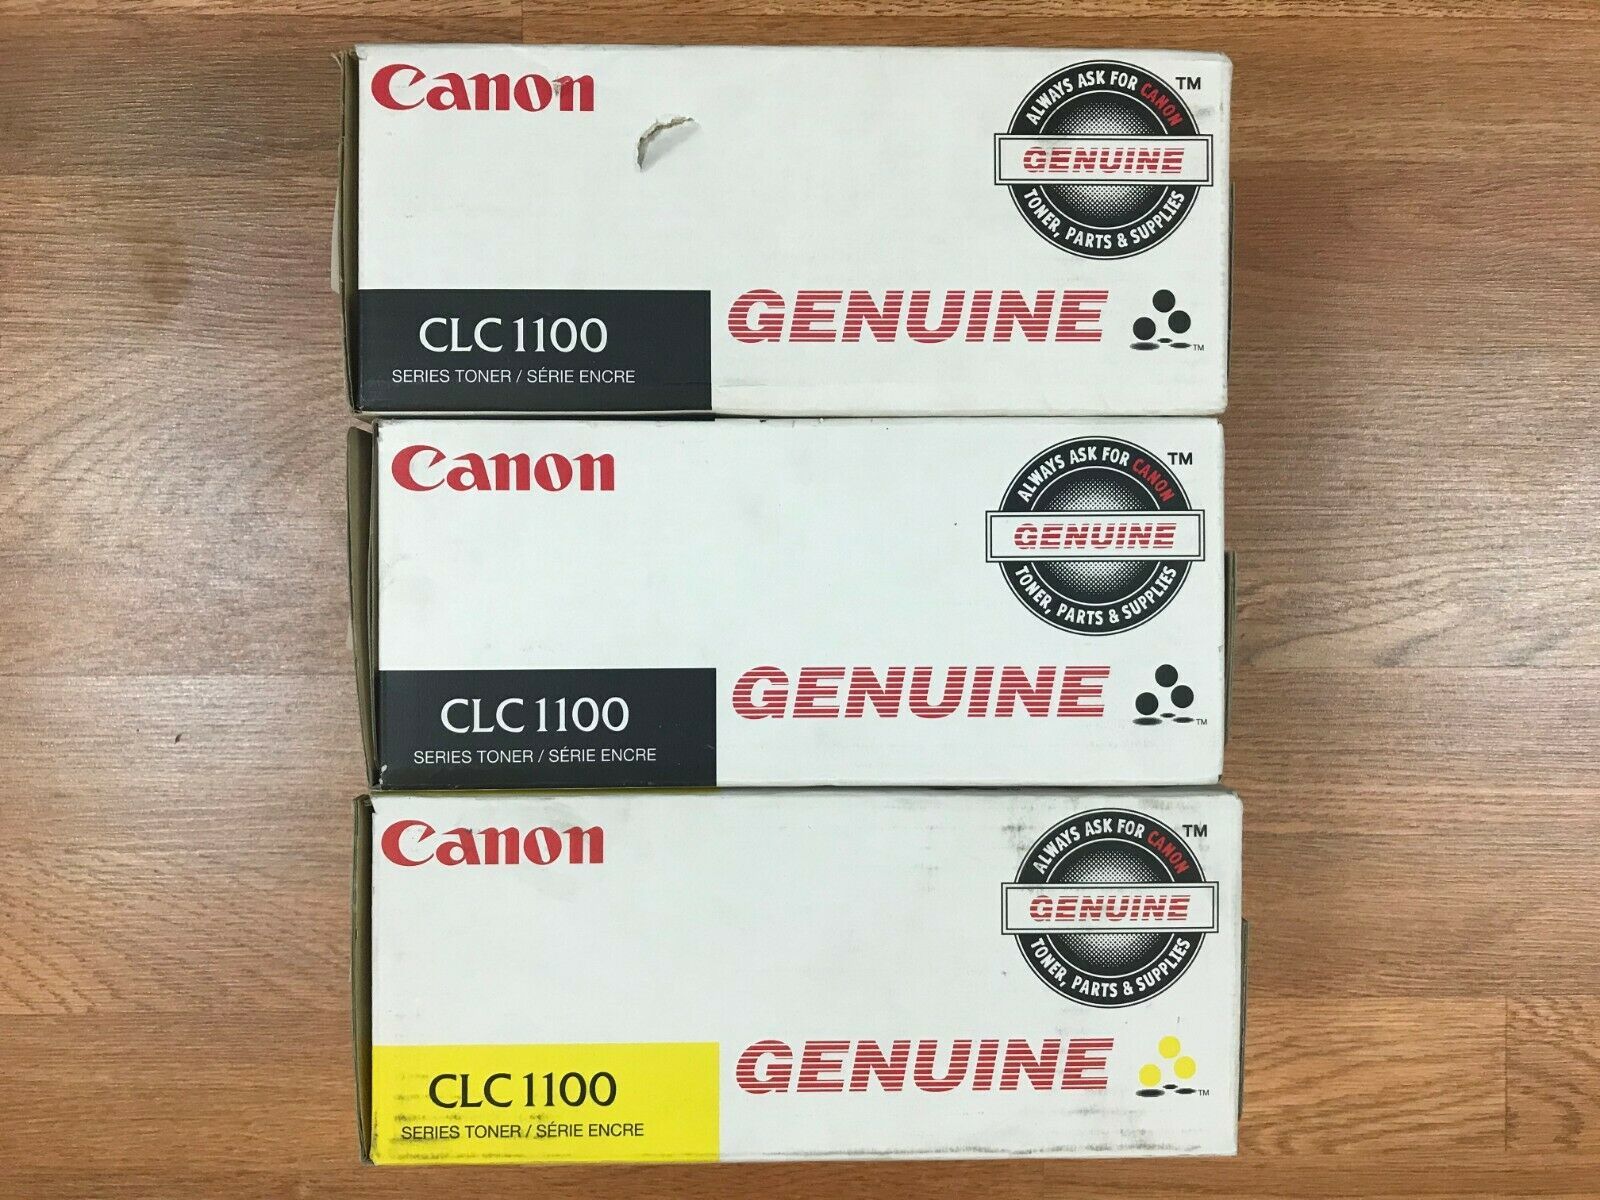 Canon
ALWAYS ASK FOR CANON
TM
GENUINE
TONER, PARTS & SUPPLIES
GENUINE
TM
CLC 1100
SERIES TONER / SÉRIE ENCRE
Canon
ALWAYS ASK FOR CANON
TM
GENUINE
TONER, PARTS & SUPPLIES
GENUINE
TM
CLC 1100
SERIES TONER / SÉRIE ENCRE
Canon
ALWAYS ASK FOR CANON
TM
GENUINE
TONER, PARTS & SUPPLIES
GENUINE
TM
CLC 1100
SERIES TONER / SÉRIE ENCRE